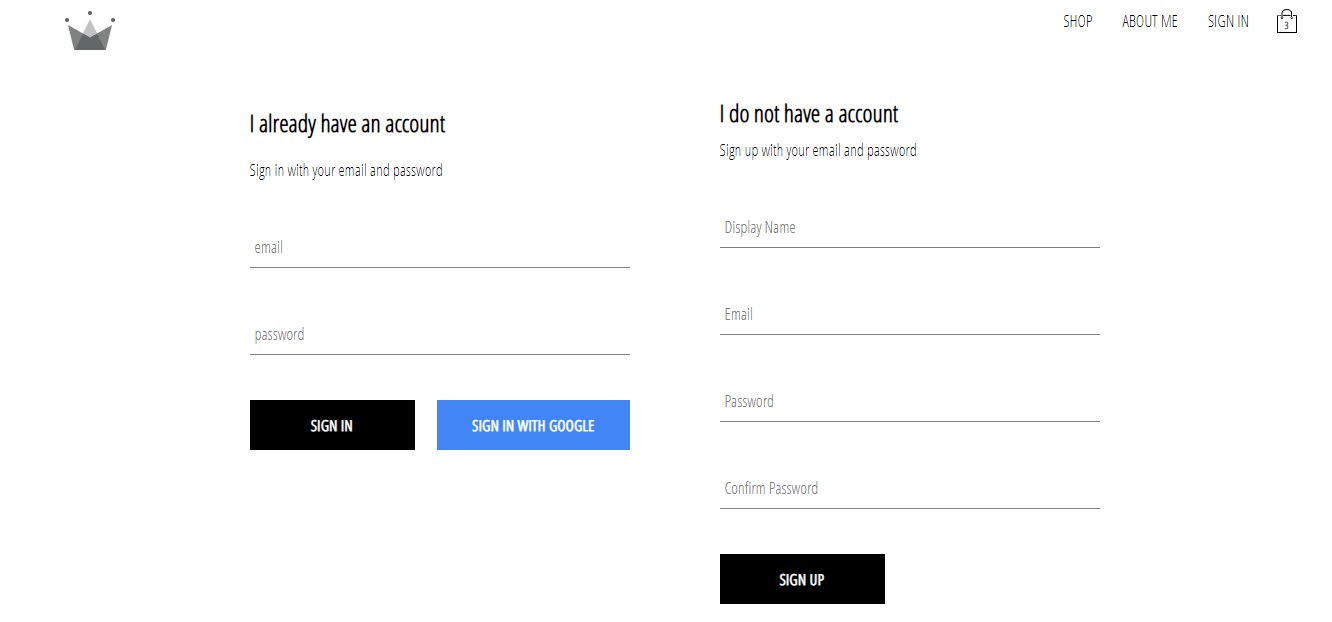 SHOP ABOUT ME SIGN IN 3
I already have an account
Sign in with your email and password
email
password
SIGN IN SIGN IN WITH GOOGLE
I do not have a account
Sign up with your email and password
Display Name
Email
Password
Confirm Password
SIGN UP